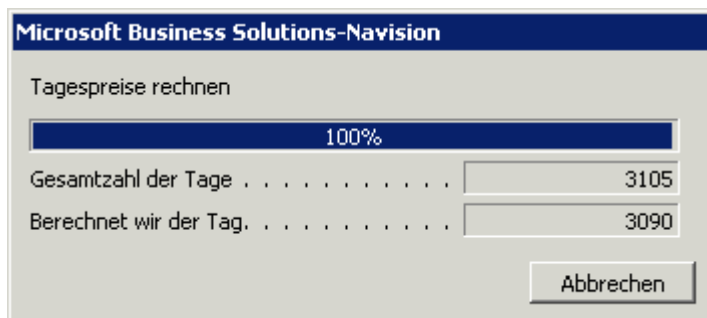 Microsoft Business Solutions-Navision
Tagespreise rechnen
100%
Gesamtzahl der Tage . . . . . . . . . . . 3105
Berechnet wir der Tag. . . . . . . . . . . 3090
Abbrechen